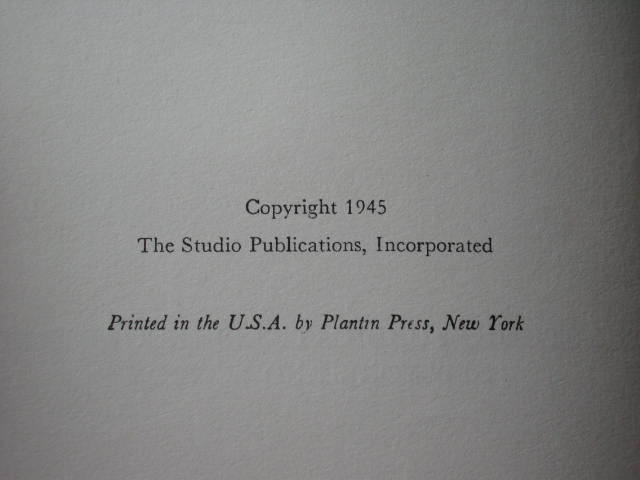 Copyright 1945
The Studio Publications, Incorporated
Printed in the U.S.A. by Plantin Press, New York